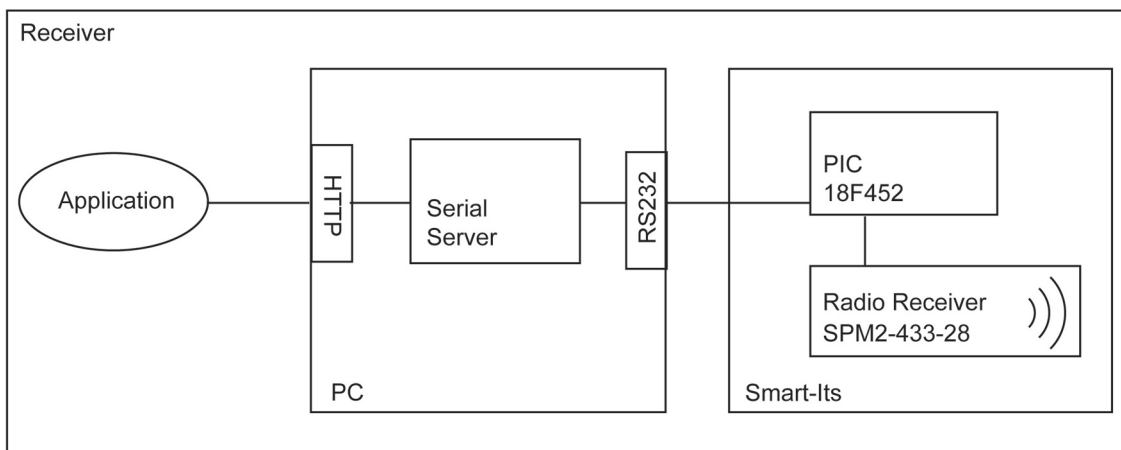 Receiver
Application
HTTP
Serial
Server
RS232
PC
PIC
18F452
Radio Receiver
SPM2-433-28
Smart-Its